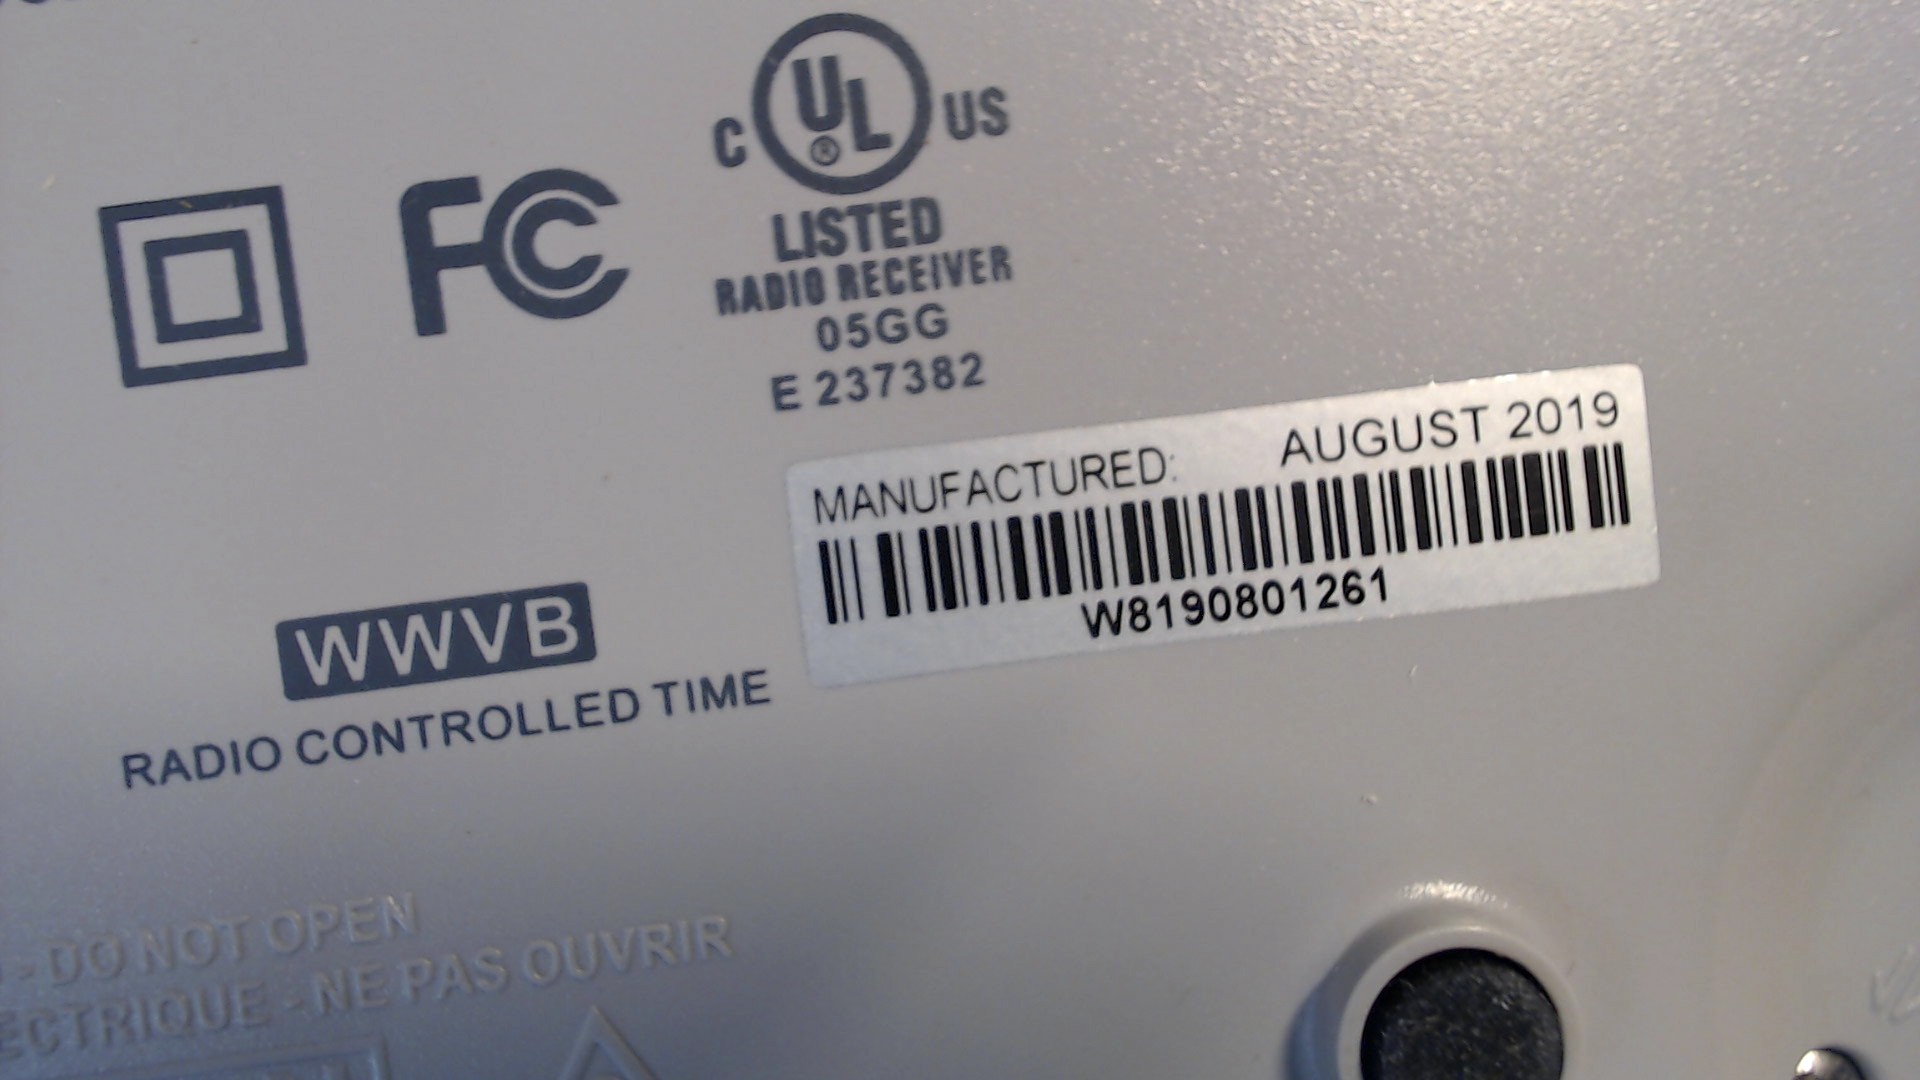 C UL® US
LISTED
RADIO RECEIVER
05GG
E 237382
FC
MANUFACTURED: AUGUST 2019
W8190801261
WWVB
RADIO CONTROLLED TIME
- DO NOT OPEN
- NE PAS OUVRIR